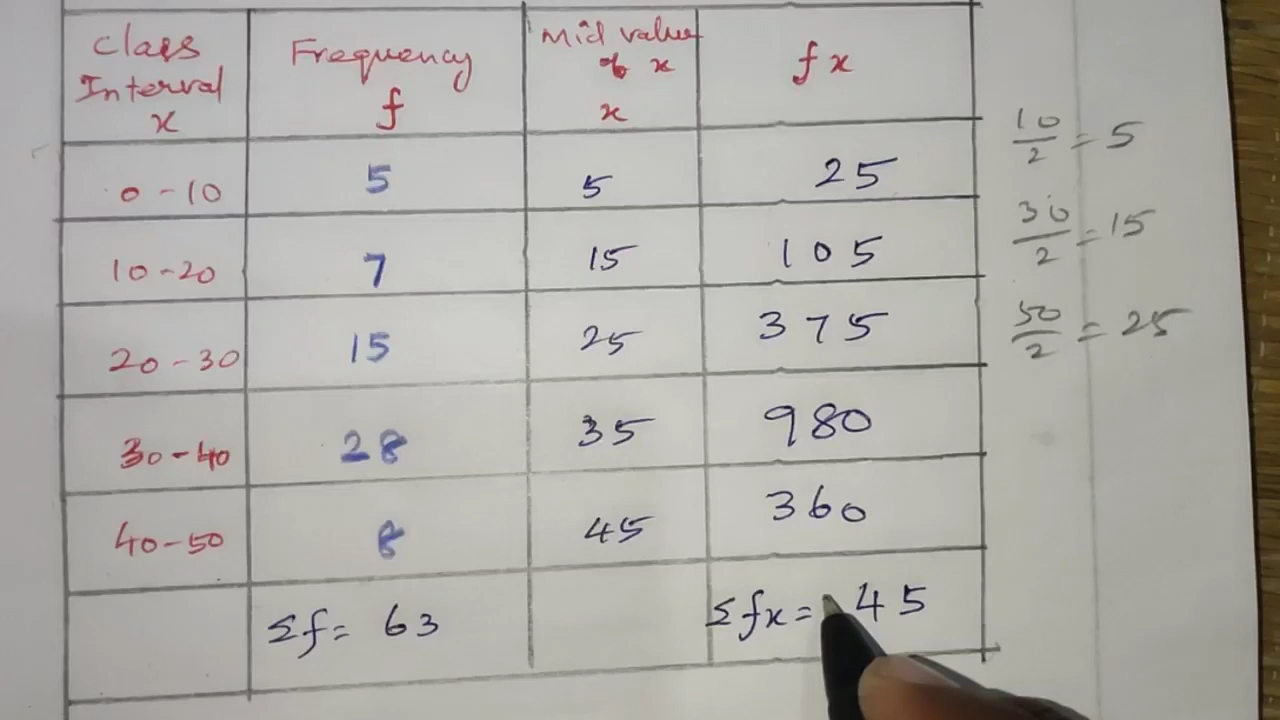 Class Interval x Frequency f Mid value of x x fx
0 - 10 5 5 25
10 - 20 7 15 105
20 - 30 15 25 375
30 - 40 28 35 980
40 - 50 8 45 360
Σf = 63 Σfx = 45
10/2 = 5
30/2 = 15
50/2 = 25